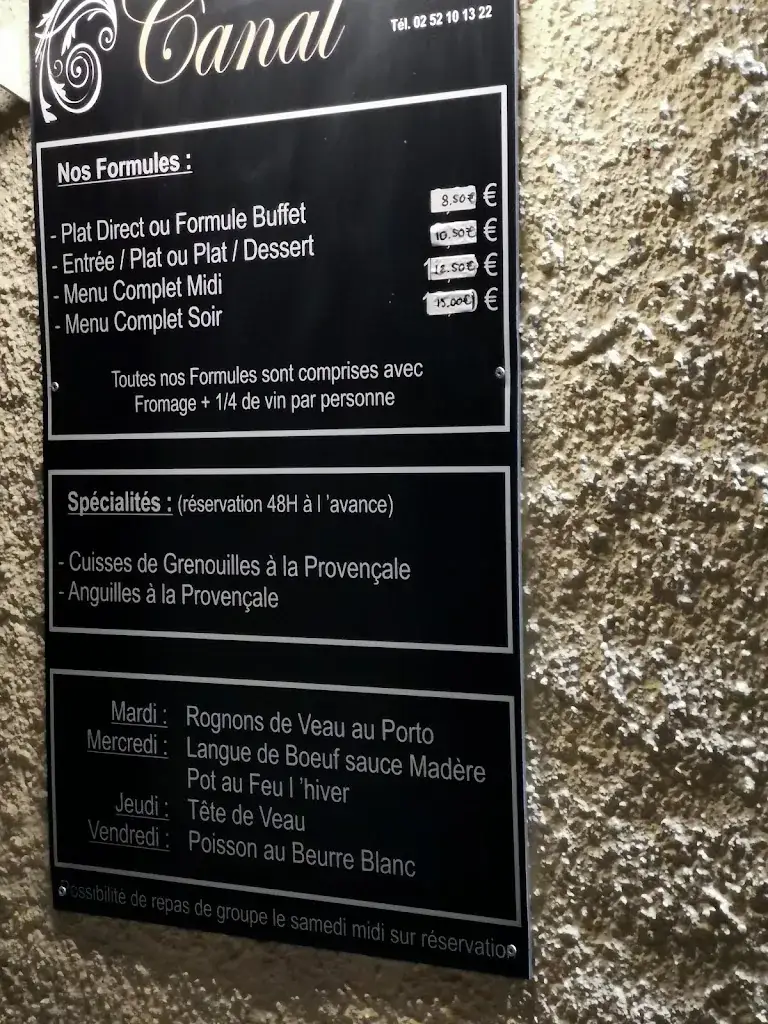 Canal
Tél. 02 52 10 13 22
Nos Formules :
- Plat Direct ou Formule Buffet 8,50€ €
- Entrée / Plat ou Plat / Dessert 10.50€ €
- Menu Complet Midi 12.50€ €
- Menu Complet Soir 15,00€ €
Toutes nos Formules sont comprises avec
Fromage + 1/4 de vin par personne
Spécialités : (réservation 48H à l 'avance)
- Cuisses de Grenouilles à la Provençale
- Anguilles à la Provençale
Mardi : Rognons de Veau au Porto
Mercredi : Langue de Boeuf sauce Madère
Pot au Feu l 'hiver
Jeudi : Tête de Veau
Vendredi : Poisson au Beurre Blanc
Possibilité de repas de groupe le samedi midi sur réservation